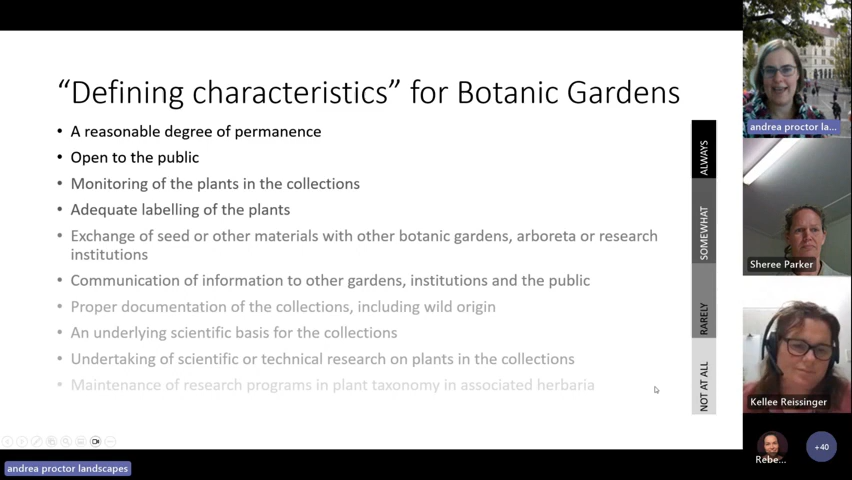 “Defining characteristics” for Botanic Gardens
• A reasonable degree of permanence
• Open to the public
• Monitoring of the plants in the collections
• Adequate labelling of the plants
• Exchange of seed or other materials with other botanic gardens, arboreta or research
institutions
• Communication of information to other gardens, institutions and the public
• Proper documentation of the collections, including wild origin
• An underlying scientific basis for the collections
• Undertaking of scientific or technical research on plants in the collections
• Maintenance of research programs in plant taxonomy in associated herbaria
ALWAYS
SOMEWHAT
RARELY
NOT AT ALL
andrea proctor la...
Sheree Parker
Kellee Reissinger
Rebe...
+40
andrea proctor landscapes